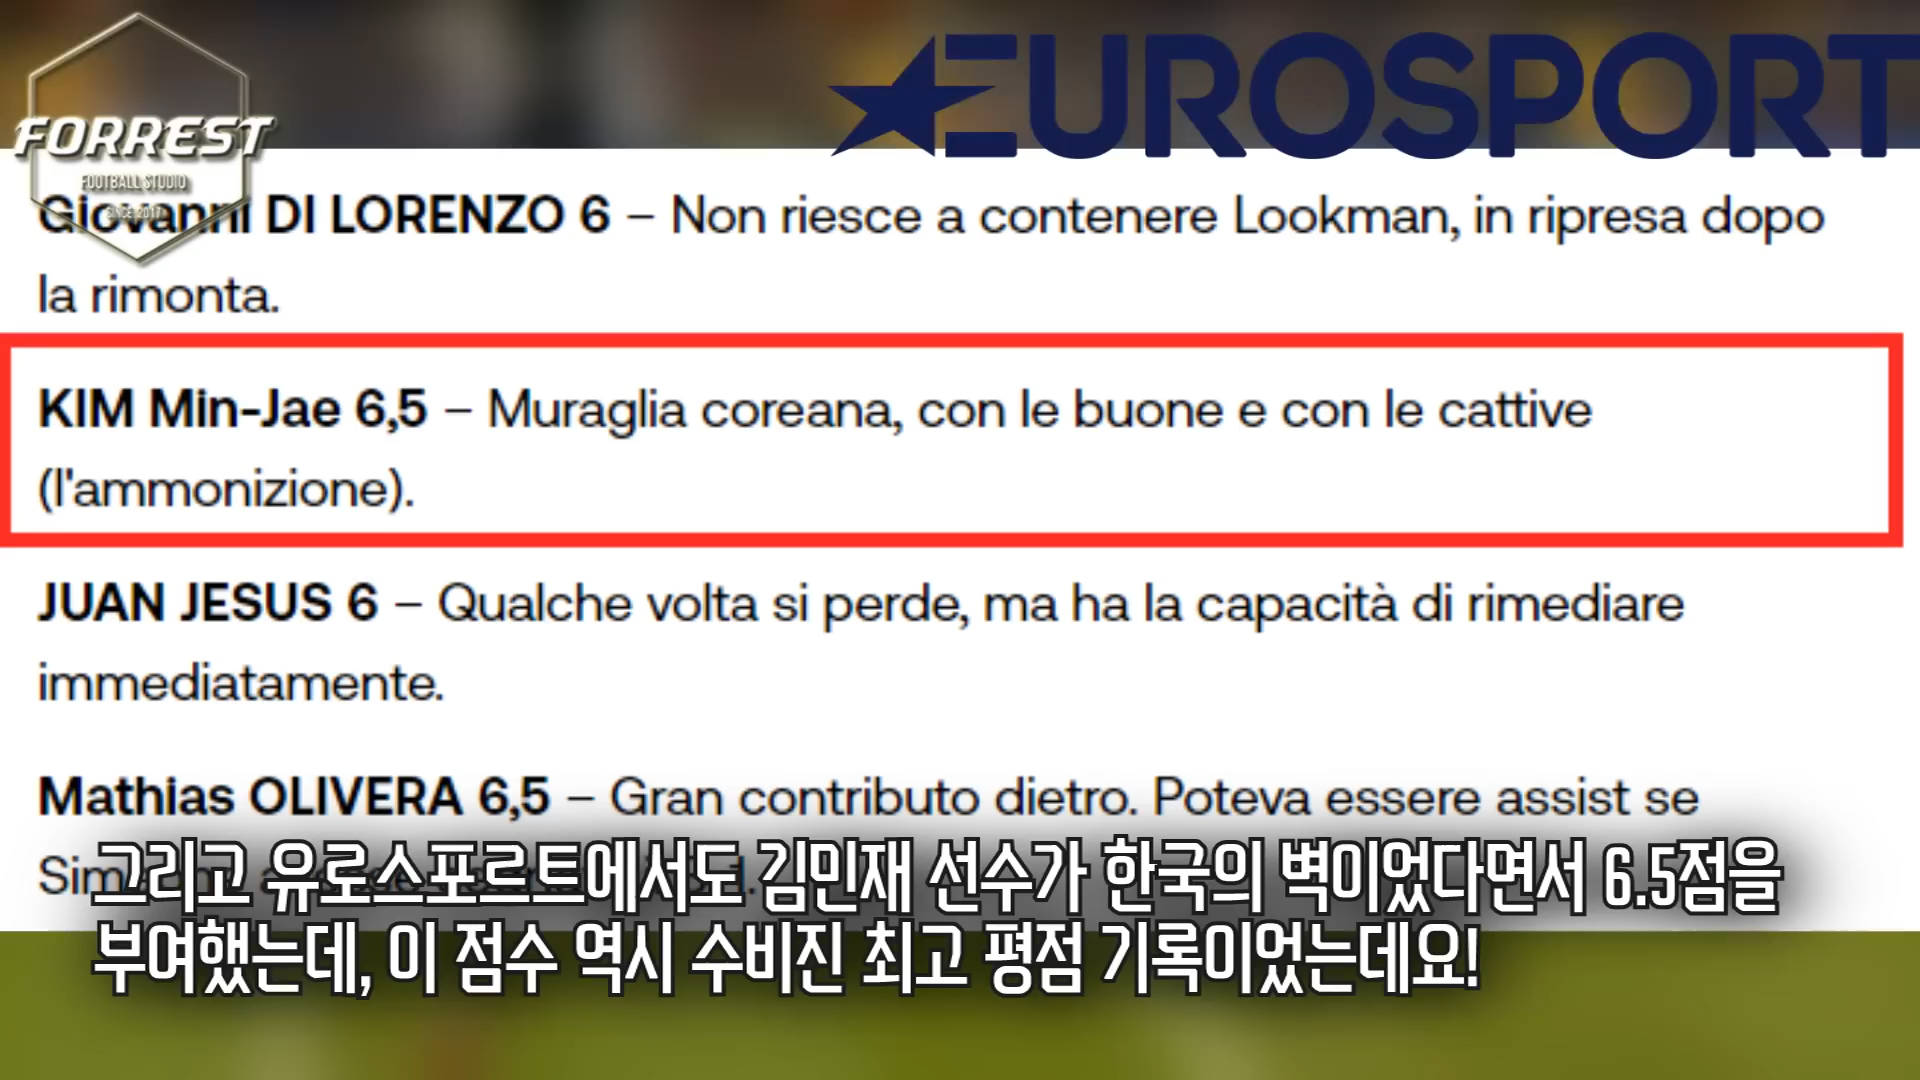 EUROSPORT
FORREST
FOOTBALL STUDIO
SINCE 2017
Giovanni DI LORENZO 6 – Non riesce a contenere Lookman, in ripresa dopo
la rimonta.
KIM Min-Jae 6,5 – Muraglia coreana, con le buone e con le cattive
(l'ammonizione).
JUAN JESUS 6 – Qualche volta si perde, ma ha la capacità di rimediare
immediatamente.
Mathias OLIVERA 6,5 – Gran contributo dietro. Poteva essere assist se
그리고 유로스포르트에서도 김민재 선수가 한국의 벽이었다면서 6.5점을
부여했는데, 이 점수 역시 수비진 최고 평점 기록이었는데요!